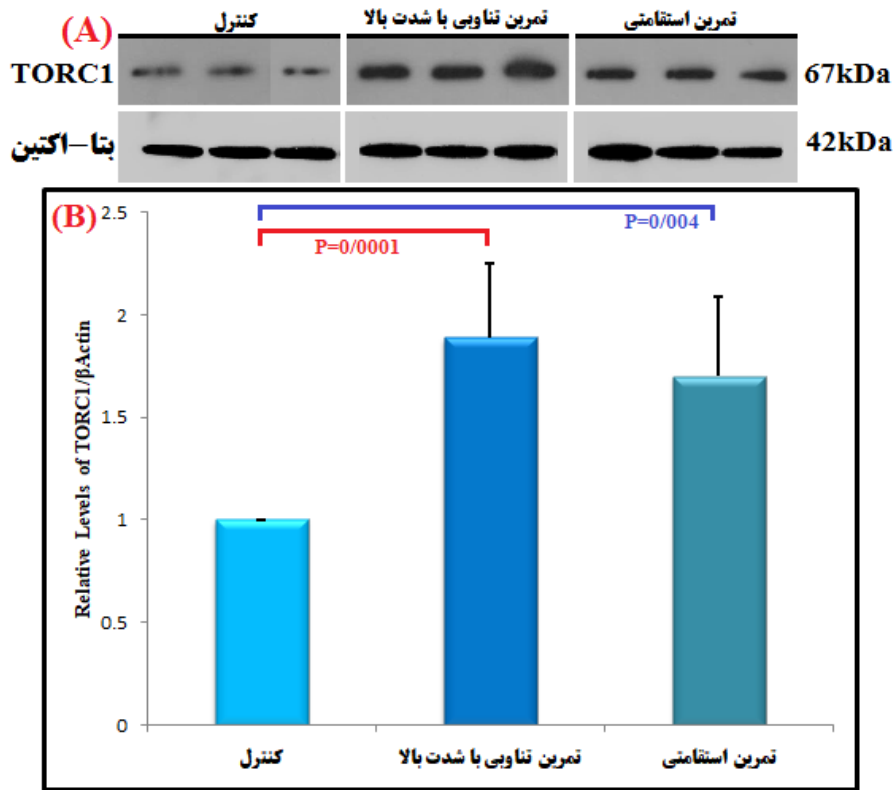 (A)
کنترل
تمرین تناوبی با شدت بالا
تمرین استقامتی
TORC1
67kDa
بتا-اکتین
42kDa
(B)
P=0/004
P=0/0001
Relative Levels of TORC1/βActin
2.5
2
1.5
1
0.5
0
کنترل
تمرین تناوبی با شدت بالا
تمرین استقامتی